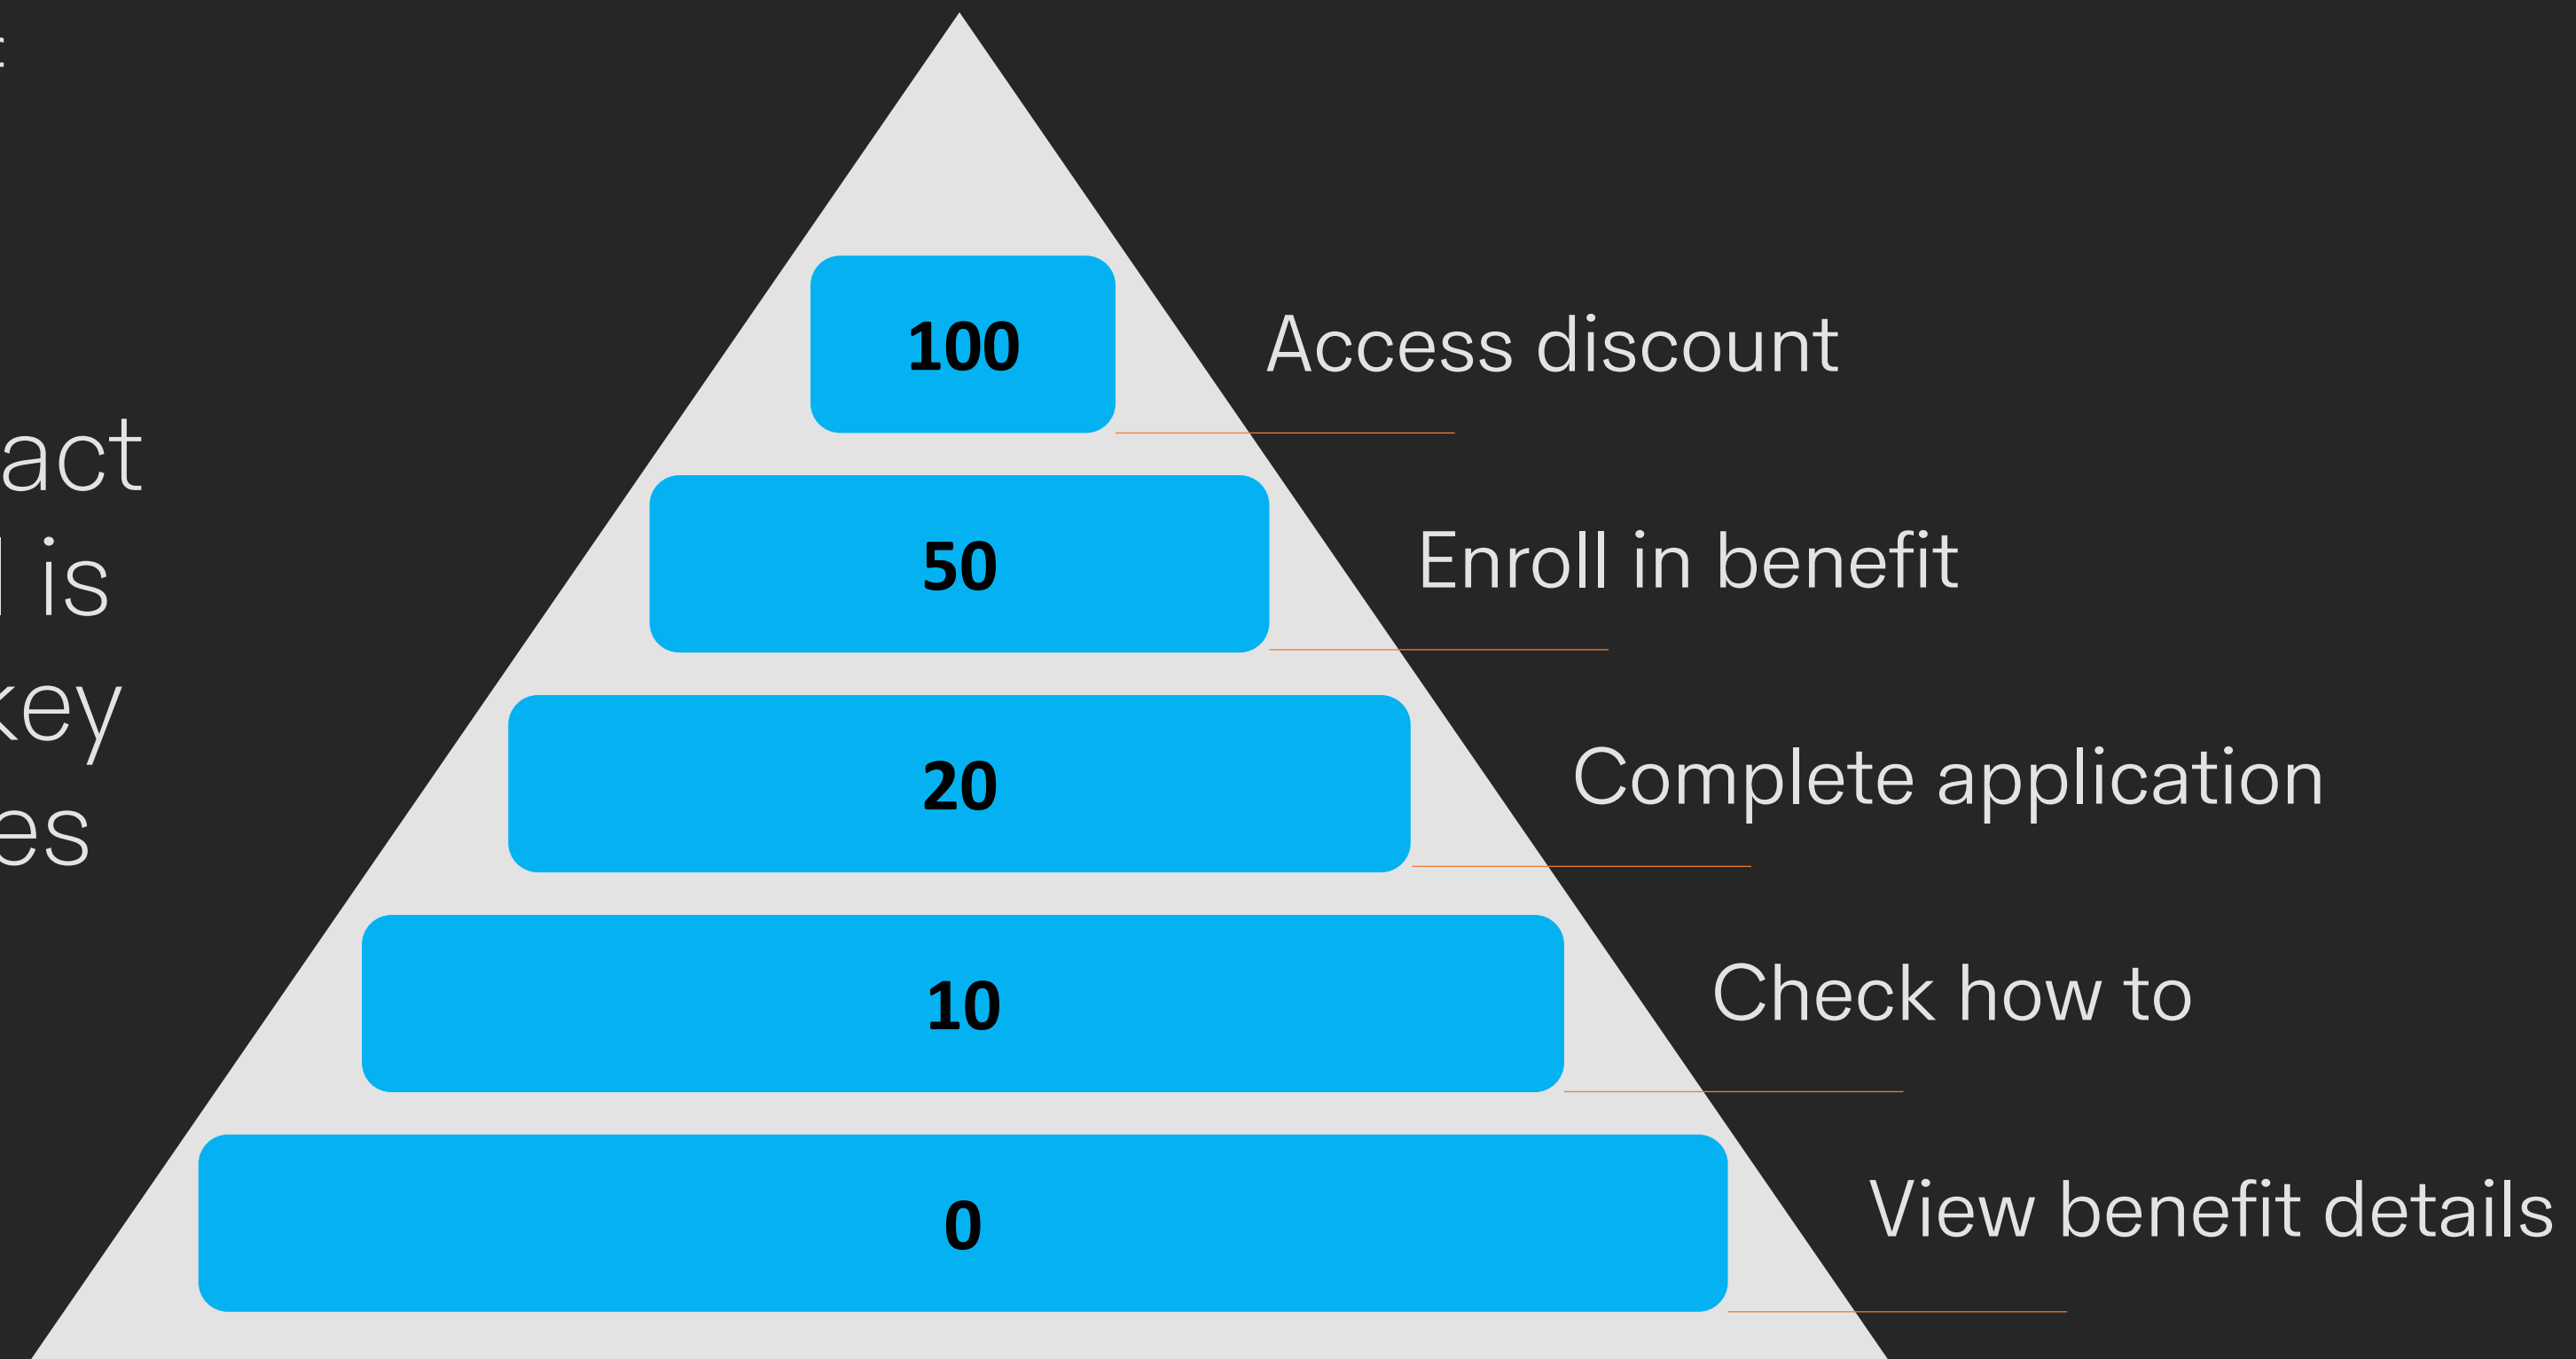 act
is
key
es
100
Access discount
50
Enroll in benefit
20
Complete application
10
Check how to
0
View benefit details